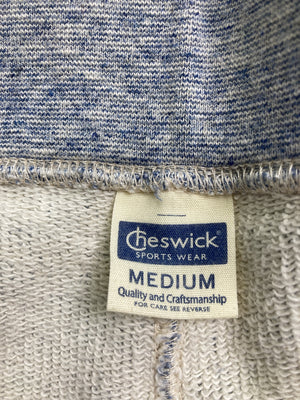 Cheswick
SPORTS WEAR
MEDIUM
Quality and Craftsmanship
FOR CARE SEE REVERSE